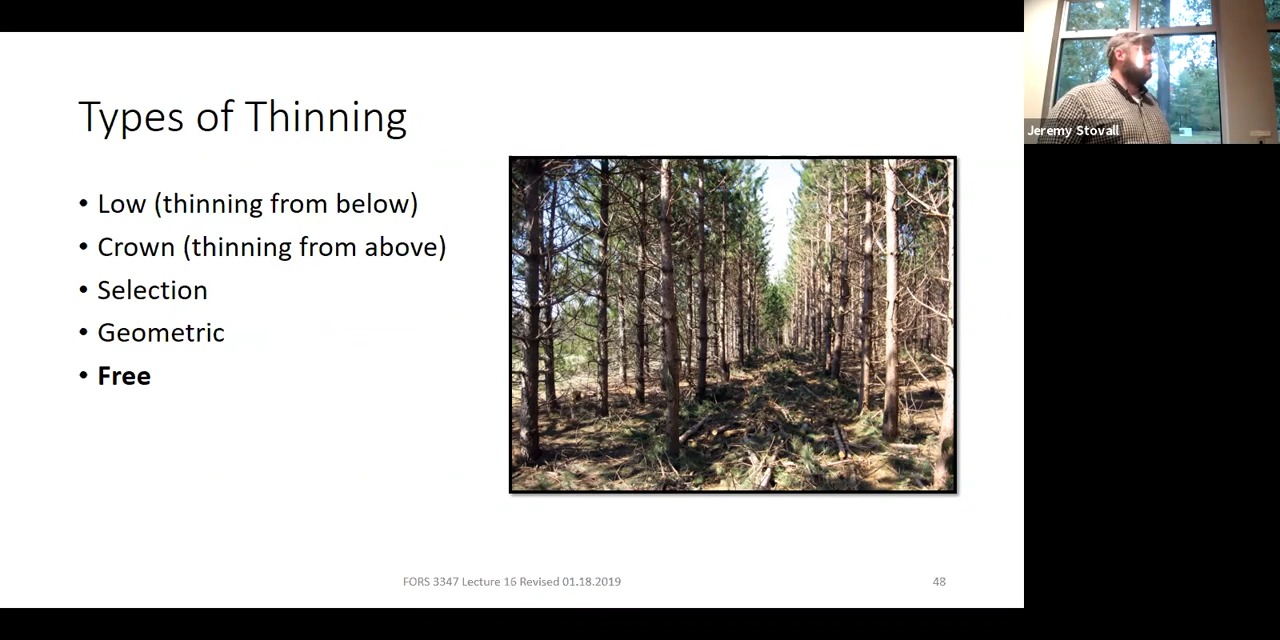 Types of Thinning
• Low (thinning from below)
• Crown (thinning from above)
• Selection
• Geometric
• Free
FORS 3347 Lecture 16 Revised 01.18.2019
48
Jeremy Stovall